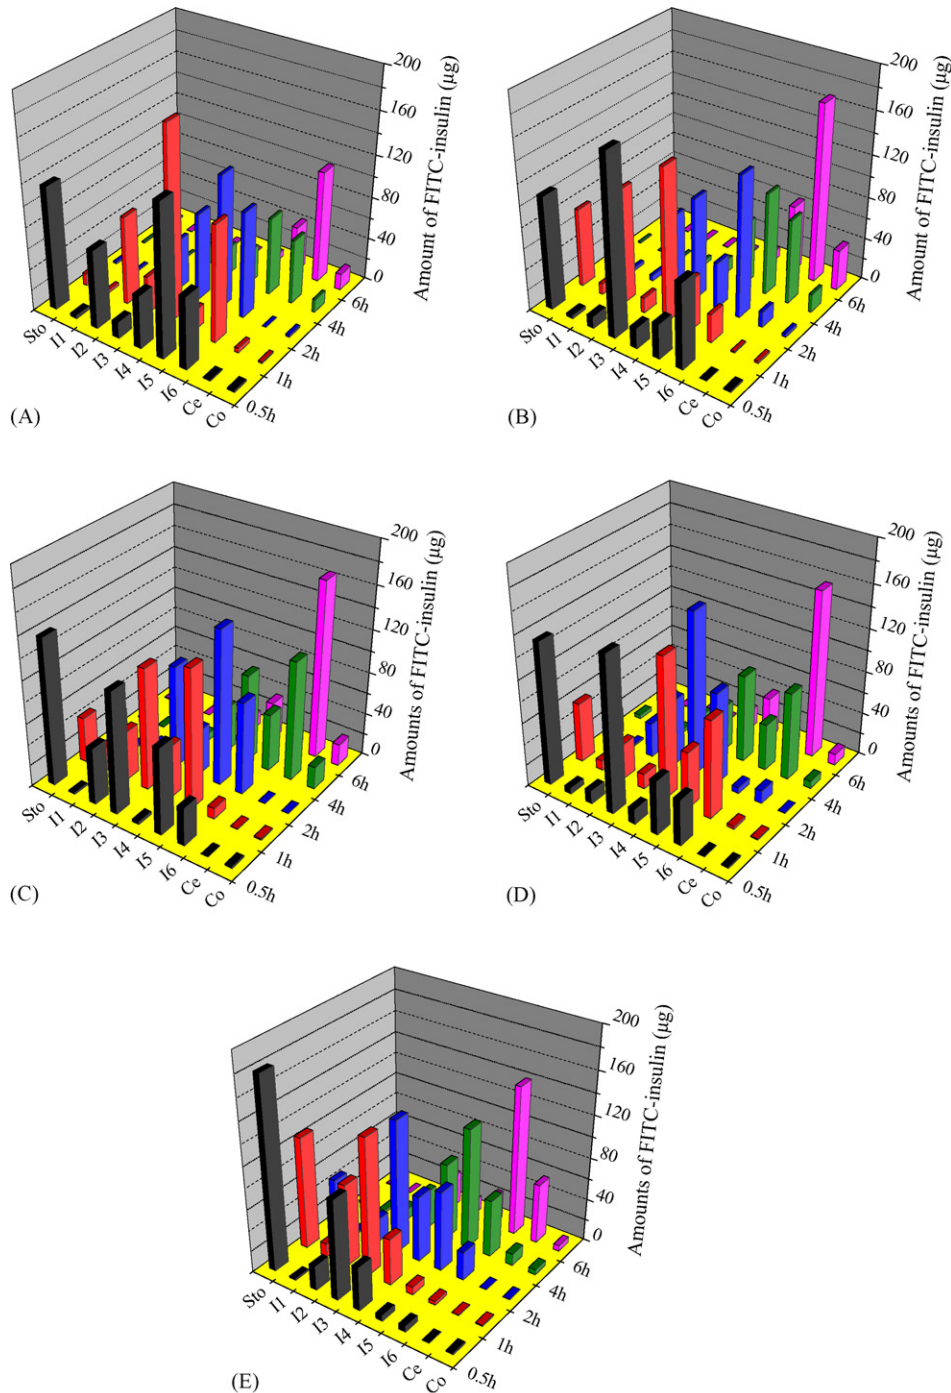 200
160
120
80
40
0
Amount of FITC-insulin (µg)
Sto
I1
I2
I3
I4
I5
I6
Ce
Co
0.5h
1h
2h
4h
6h
(A)
200
160
120
80
40
0
Amount of FITC-insulin (µg)
Sto
I1
I2
I3
I4
I5
I6
Ce
Co
0.5h
1h
2h
4h
6h
(B)
200
160
120
80
40
0
Amounts of FITC-insulin (µg)
Sto
I1
I2
I3
I4
I5
I6
Ce
Co
0.5h
1h
2h
4h
6h
(C)
200
160
120
80
40
0
Amounts of FITC-insulin (µg)
Sto
I1
I2
I3
I4
I5
I6
Ce
Co
0.5h
1h
2h
4h
6h
(D)
200
160
120
80
40
0
Amounts of FITC-insulin (µg)
Sto
I1
I2
I3
I4
I5
I6
Ce
Co
0.5h
1h
2h
4h
6h
(E)